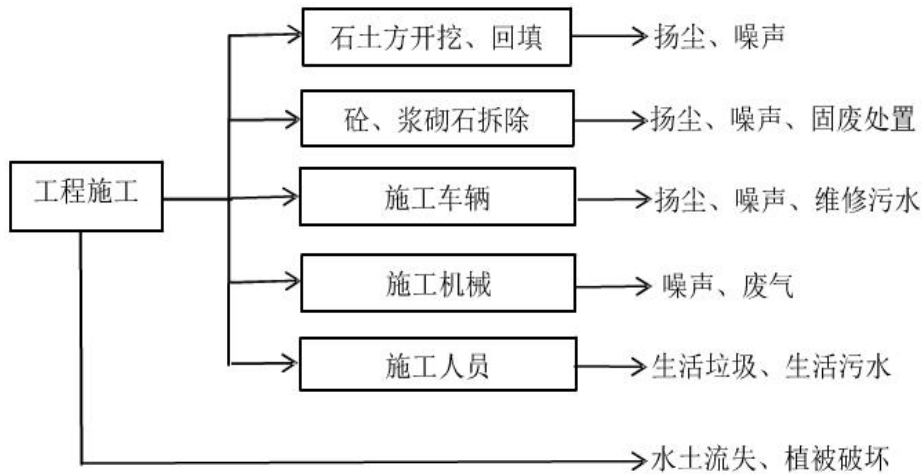 石土方开挖、回填
扬尘、噪声
砼、浆砌石拆除
扬尘、噪声、固废处置
工程施工
施工车辆
扬尘、噪声、维修污水
施工机械
噪声、废气
施工人员
生活垃圾、生活污水
水土流失、植被破坏